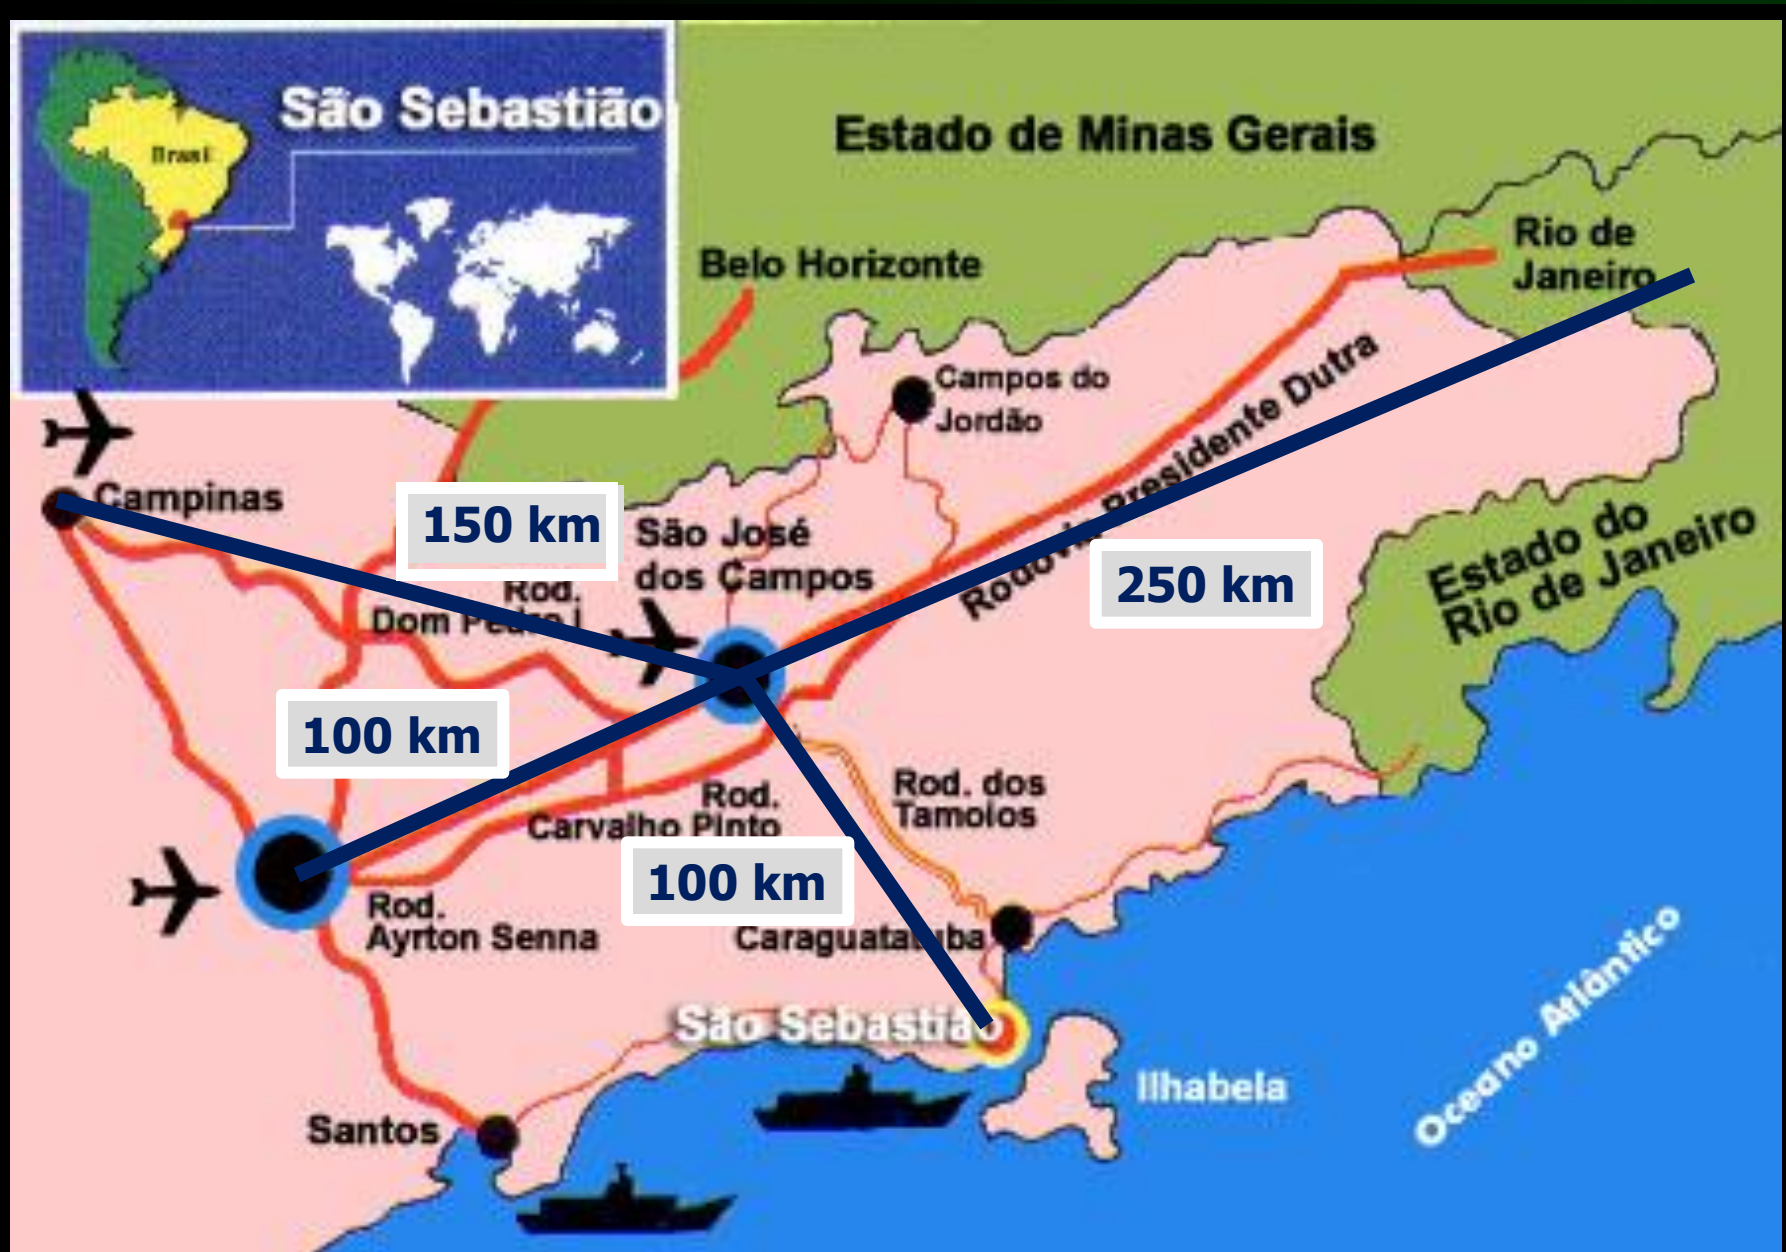 São Sebastião
Brasil
Estado de Minas Gerais
Rio de
Janeiro
Belo Horizonte
Campos do
Jordão
Rodovia Presidente Dutra
Campinas
150 km
São José
dos Campos
250 km
Estado do
Rio de Janeiro
Rod.
Dom Pedro I
100 km
Rod. dos
Tamoios
Rod.
Carvalho Pinto
100 km
Rod.
Ayrton Senna
Caraguatatuba
São Sebastião
Oceano Atlântico
Ilhabela
Santos